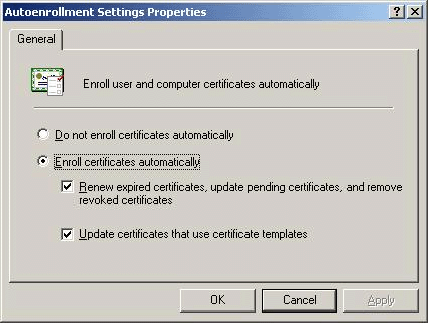 Autoenrollment Settings Properties
General
Enroll user and computer certificates automatically
Do not enroll certificates automatically
Enroll certificates automatically
Renew expired certificates, update pending certificates, and remove
revoked certificates
Update certificates that use certificate templates
OK
Cancel
Apply